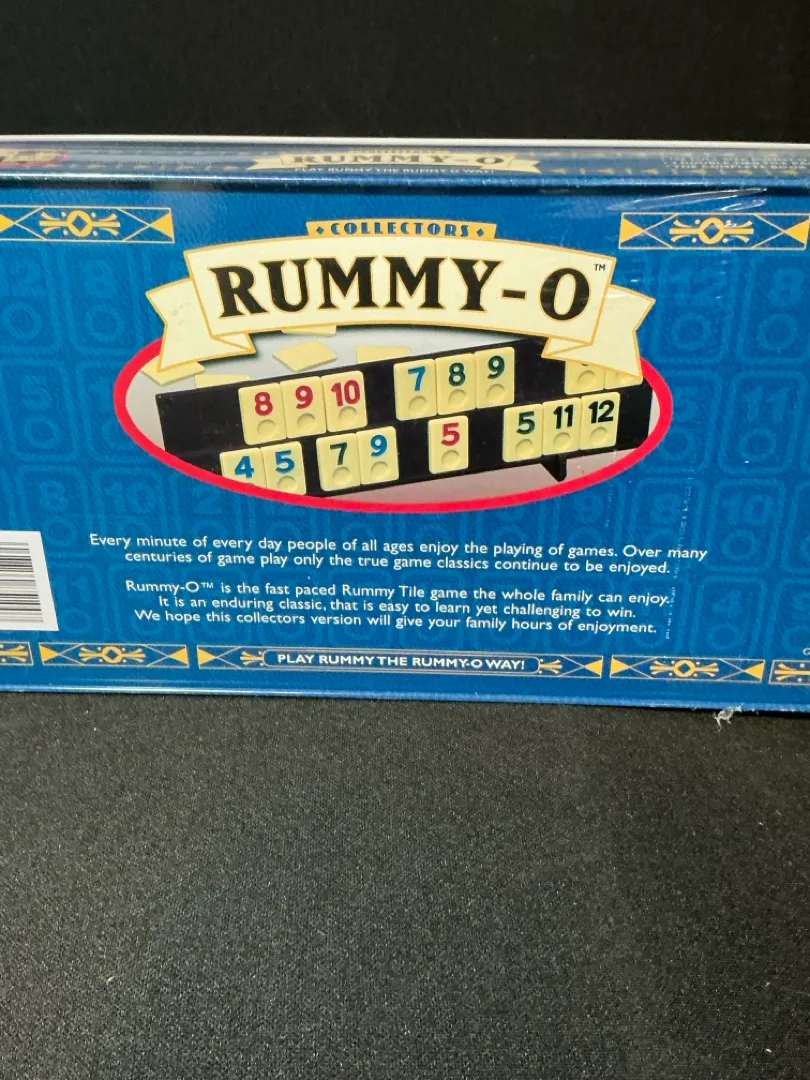 RUMMY-O
PLAY RUMMY THE RUMMY-O WAY!
COLLECTORS
RUMMY-O™
8 9 10 7 8 9
4 5 7 9 5 5 11 12
Every minute of every day people of all ages enjoy the playing of games. Over many
centuries of game play only the true game classics continue to be enjoyed.
Rummy-O™ is the fast paced Rummy Tile game the whole family can enjoy.
It is an enduring classic, that is easy to learn yet challenging to win.
We hope this collectors version will give your family hours of enjoyment.
PLAY RUMMY THE RUMMY-O WAY!